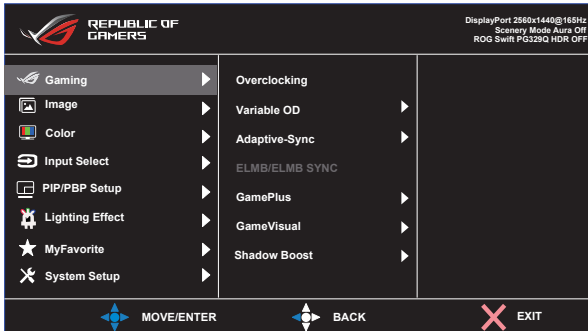 REPUBLIC OF
GAMERS
DisplayPort 2560x1440@165Hz
Scenery Mode Aura Off
ROG Swift PG329Q HDR OFF
Gaming
Image
Color
Input Select
PIP/PBP Setup
Lighting Effect
MyFavorite
System Setup
Overclocking
Variable OD
Adaptive-Sync
ELMB/ELMB SYNC
GamePlus
GameVisual
Shadow Boost
MOVE/ENTER
BACK
EXIT